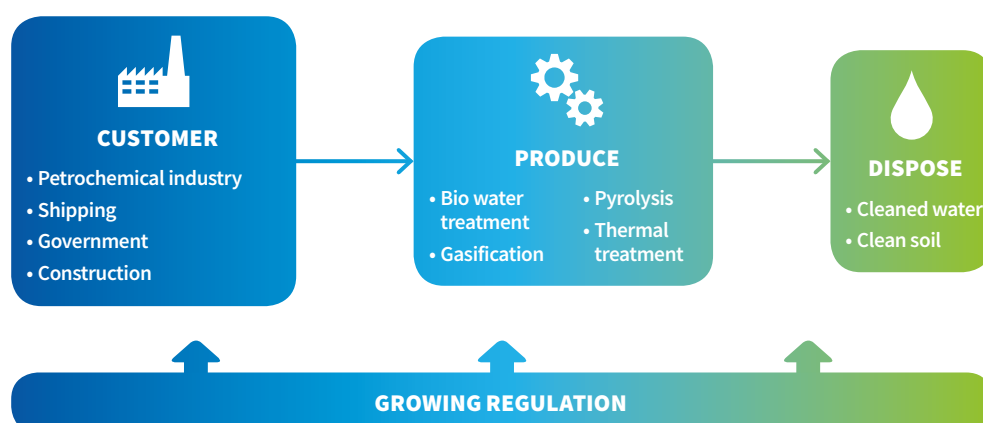 CUSTOMER
• Petrochemical industry
• Shipping
• Government
• Construction
PRODUCE
• Bio water
treatment
• Gasification
• Pyrolysis
• Thermal
treatment
DISPOSE
• Cleaned water
• Clean soil
GROWING REGULATION